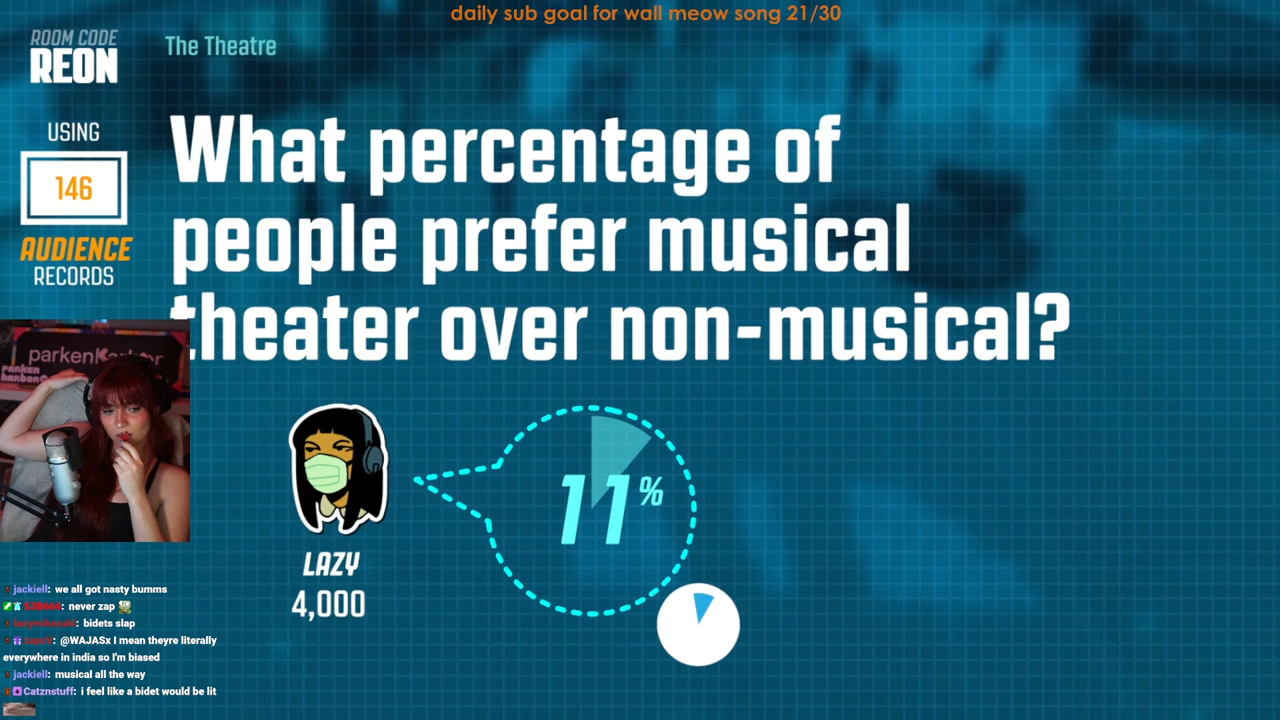 daily sub goal for wall meow song 21/30
ROOM CODE
REON
The Theatre
USING
146
AUDIENCE
RECORDS
What percentage of
people prefer musical
theater over non-musical?
11%
LAZY
4,000
jackiell: we all got nasty bumms
never zap
bidets slap
@WAJASx I mean theyre literally
everywhere in india so I'm biased
jackiell: musical all the way
Catznstuff: i feel like a bidet would be lit